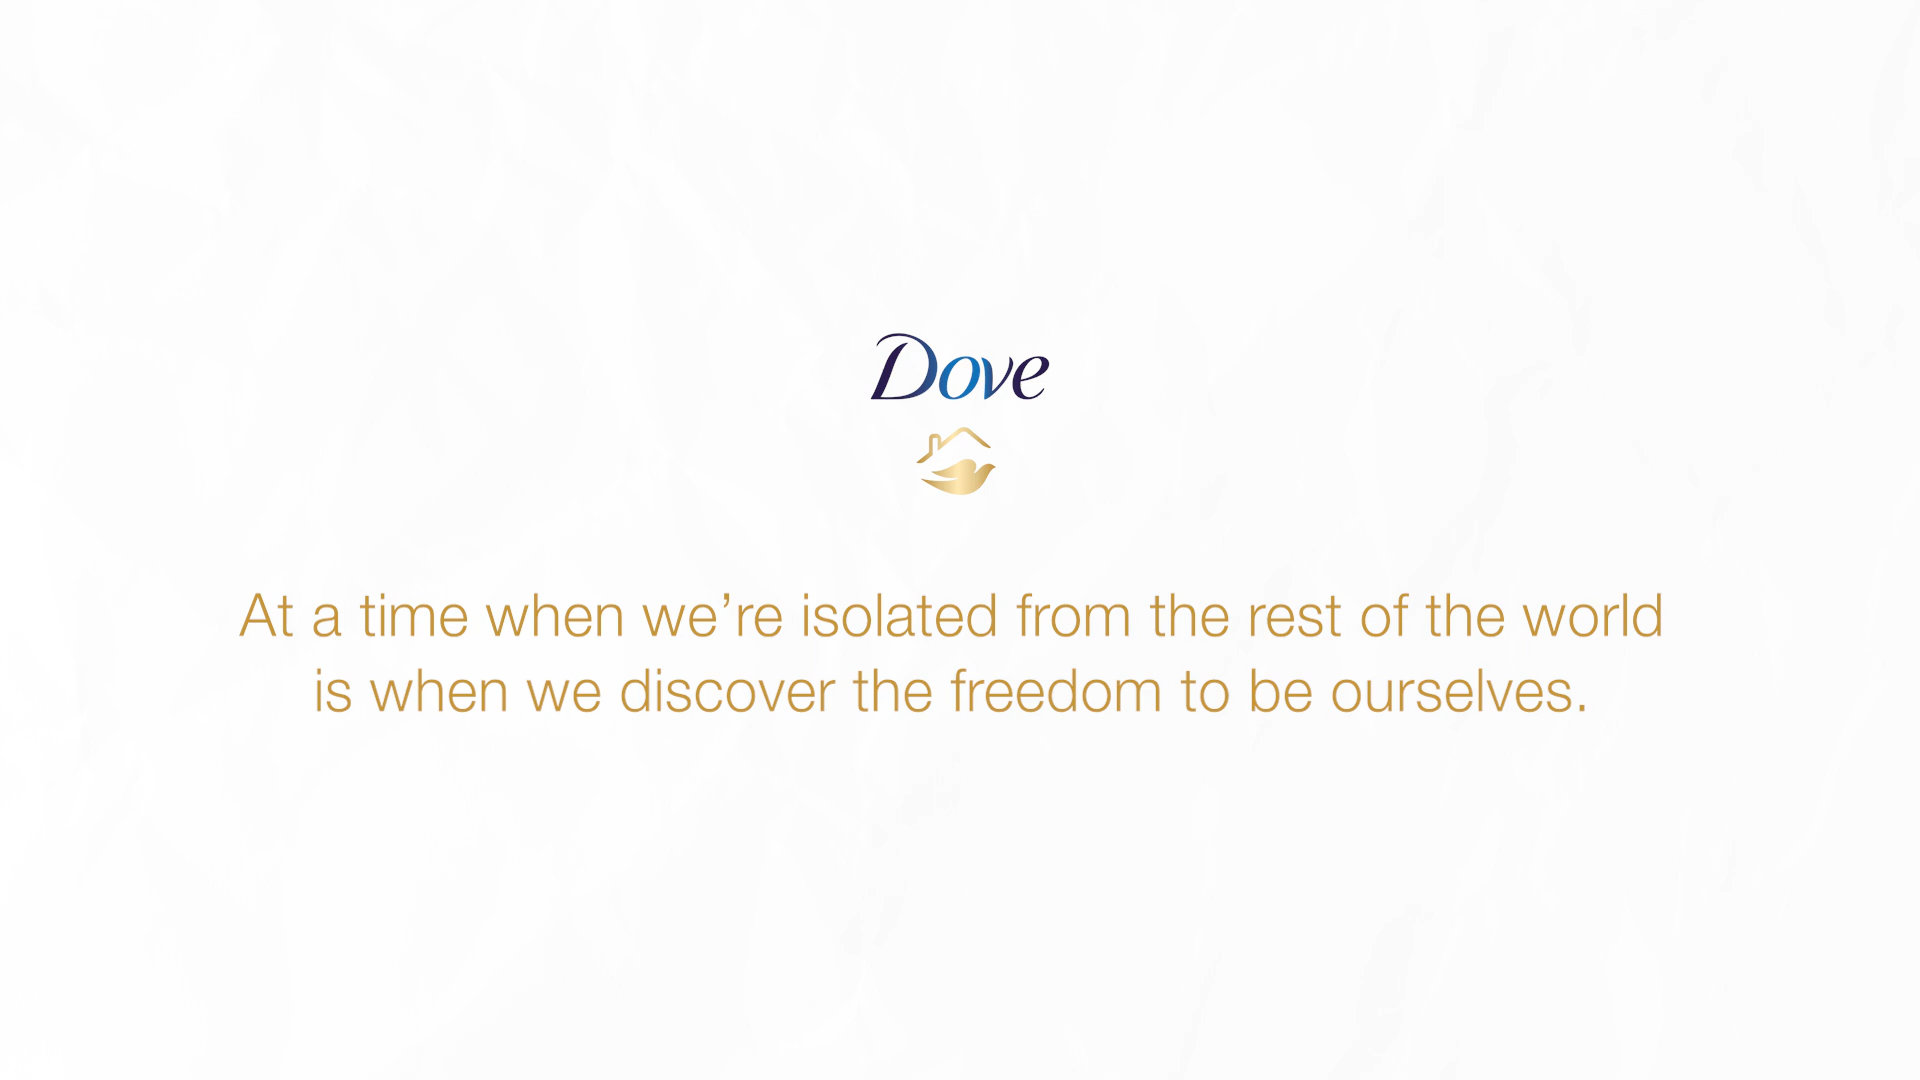 Dove
At a time when we’re isolated from the rest of the world
is when we discover the freedom to be ourselves.